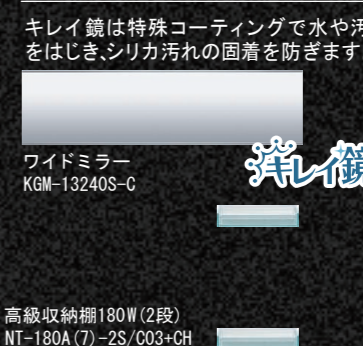 キレイ鏡は特殊コーティングで水や汚
をはじき、シリカ汚れの固着を防ぎます
ワイドミラー
KGM-1324OS-C
キレイ鏡
高級収納棚180W(2段)
NT-180A(7)-2S/C03+CH